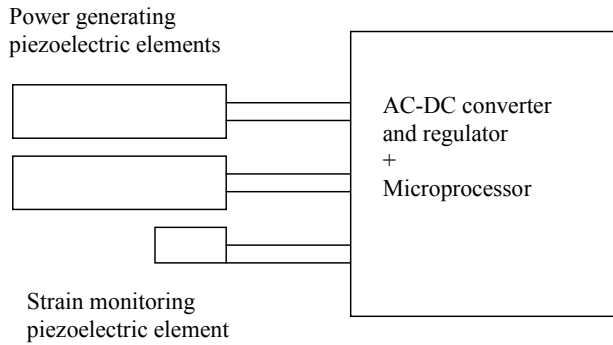 Power generating
piezoelectric elements
AC-DC converter
and regulator
+
Microprocessor
Strain monitoring
piezoelectric element